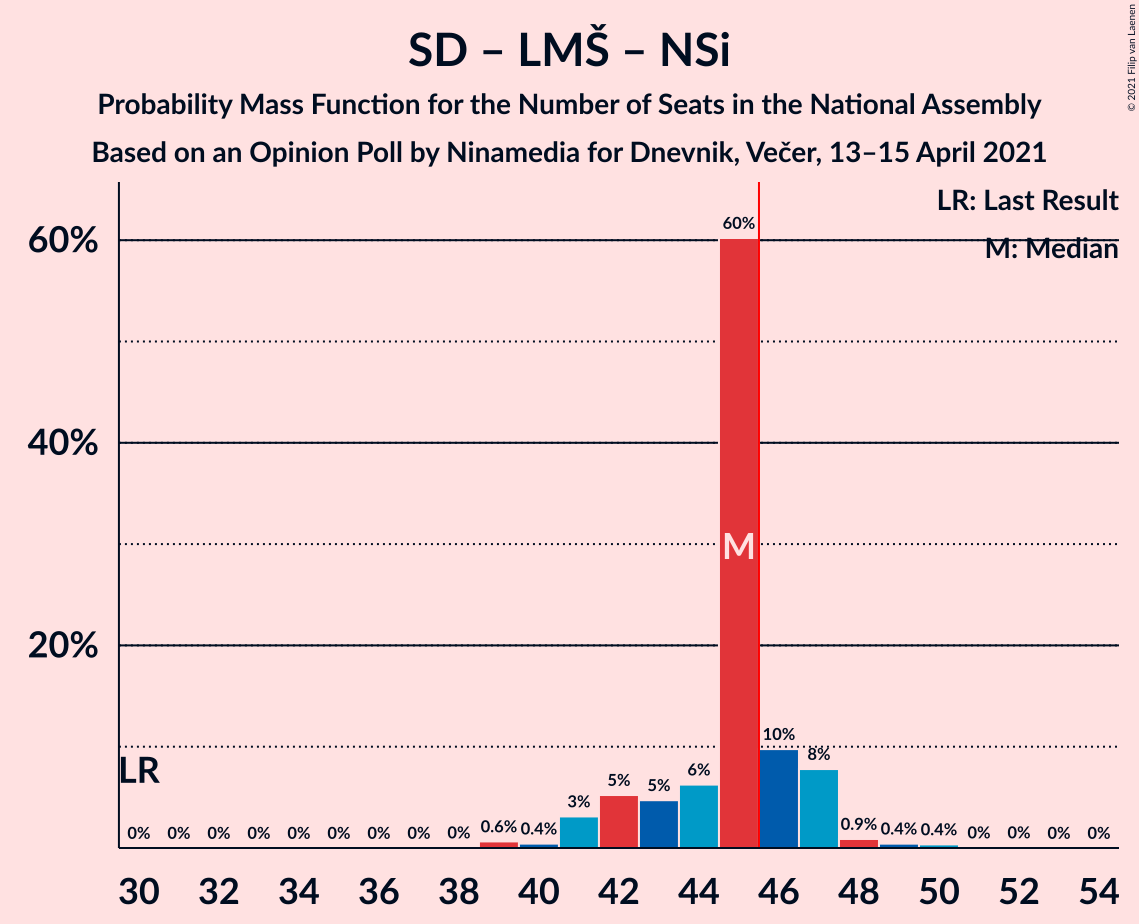 SD – LMŠ – NSi
Probability Mass Function for the Number of Seats in the National Assembly
Based on an Opinion Poll by Ninamedia for Dnevnik, Večer, 13–15 April 2021
© 2021 Filip van Laenen
LR: Last Result
M: Median
60%
40%
20%
60%
M
LR
0% 0% 0% 0% 0% 0% 0% 0% 0% 0.6% 0.4% 3% 5% 5% 6% 10% 8% 0.9% 0.4% 0.4% 0% 0% 0% 0%
30 32 34 36 38 40 42 44 46 48 50 52 54